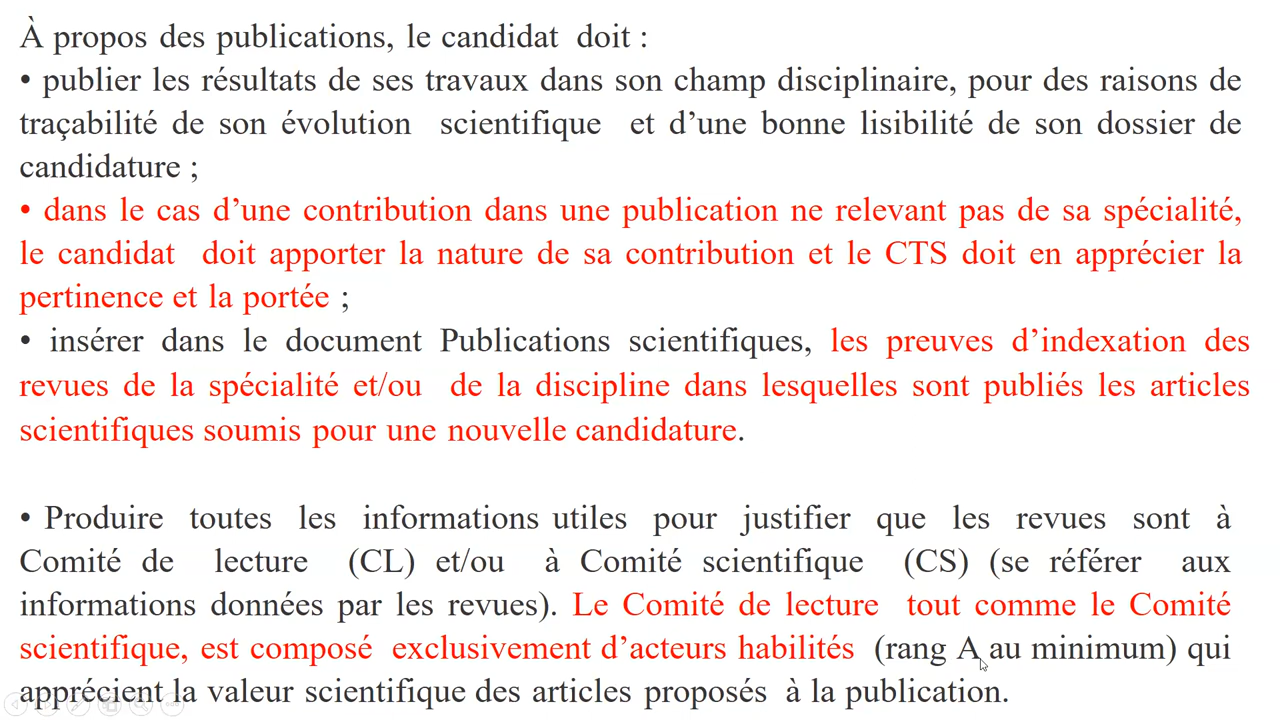 À propos des publications, le candidat doit :
• publier les résultats de ses travaux dans son champ disciplinaire, pour des raisons de
traçabilité de son évolution scientifique et d’une bonne lisibilité de son dossier de
candidature ;
• dans le cas d’une contribution dans une publication ne relevant pas de sa spécialité,
le candidat doit apporter la nature de sa contribution et le CTS doit en apprécier la
pertinence et la portée ;
• insérer dans le document Publications scientifiques, les preuves d’indexation des
revues de la spécialité et/ou de la discipline dans lesquelles sont publiés les articles
scientifiques soumis pour une nouvelle candidature.
• Produire toutes les informations utiles pour justifier que les revues sont à
Comité de lecture (CL) et/ou à Comité scientifique (CS) (se référer aux
informations données par les revues). Le Comité de lecture tout comme le Comité
scientifique, est composé exclusivement d’acteurs habilités (rang A au minimum) qui
apprécient la valeur scientifique des articles proposés à la publication.